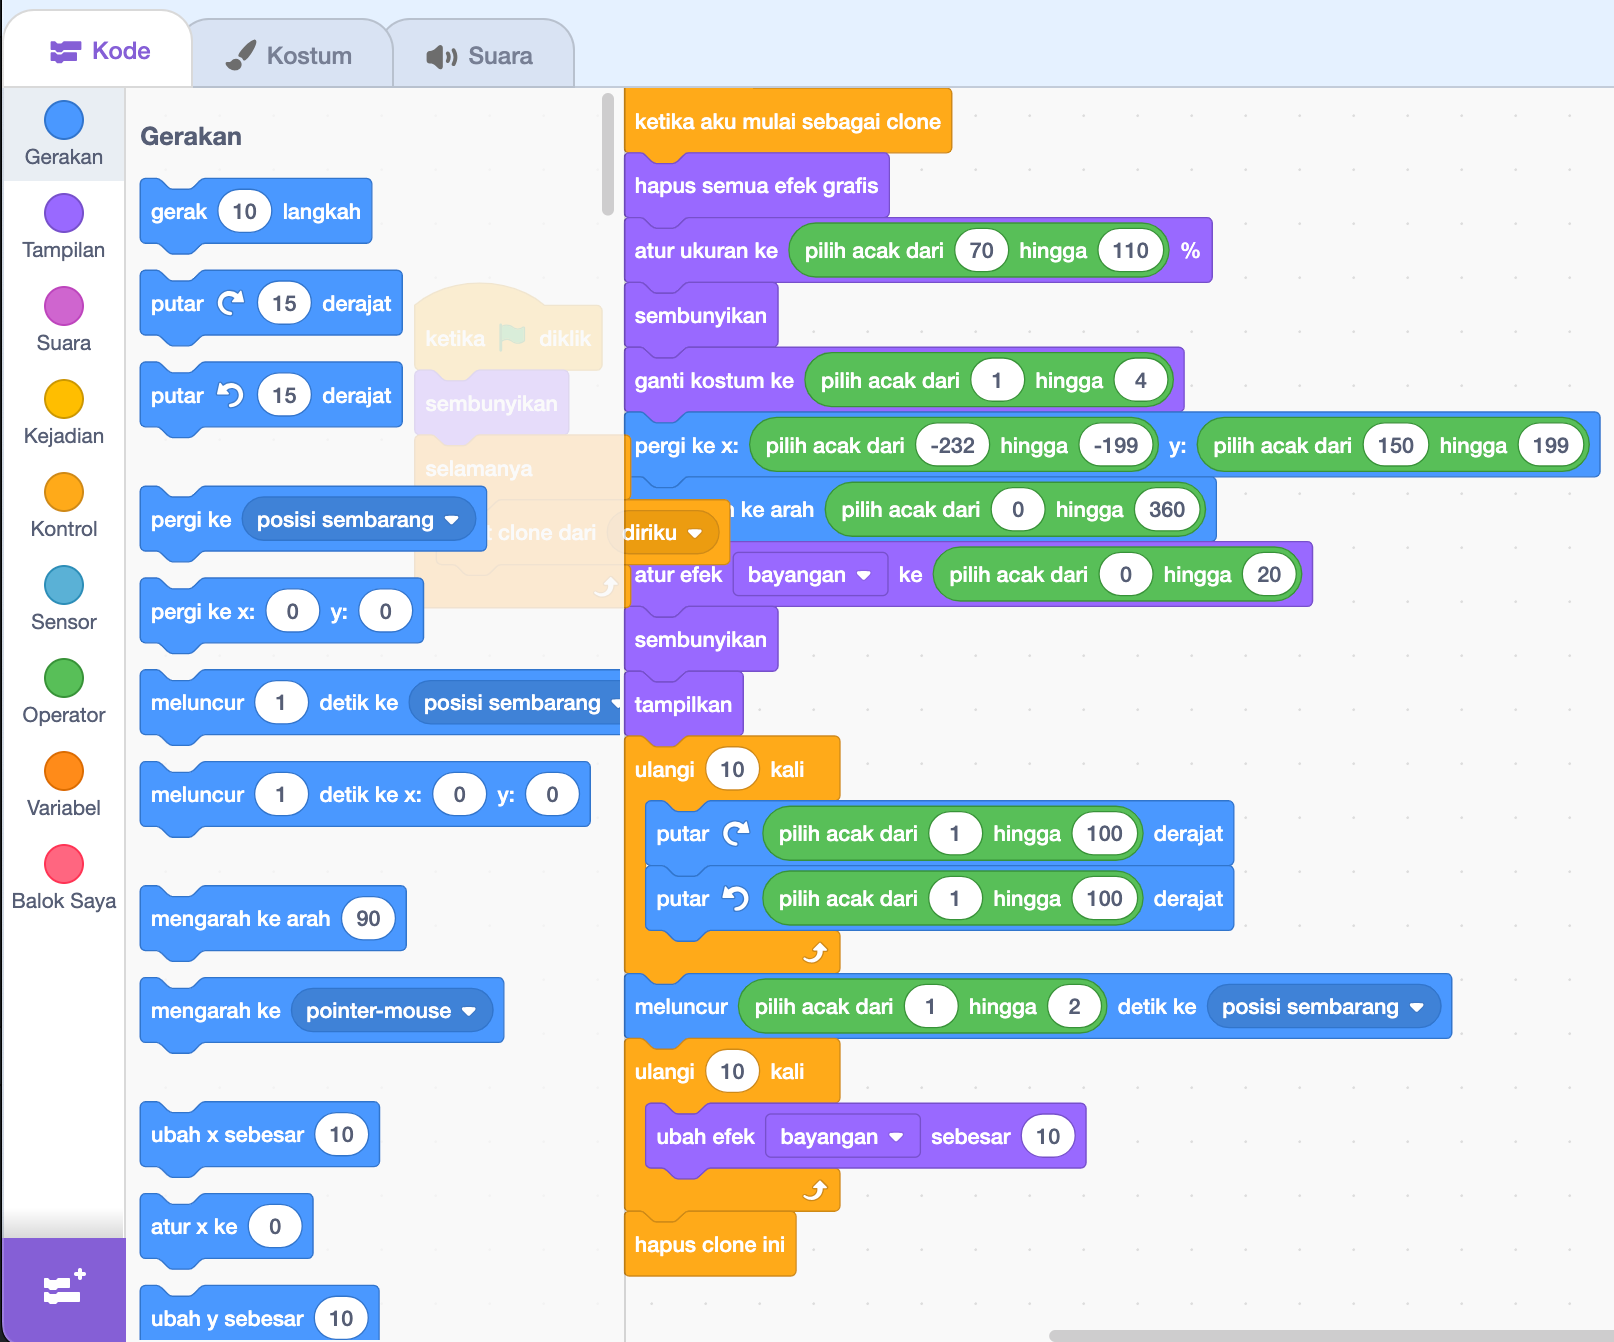 Kode
Kostum
Suara
Gerakan
Tampilan
Suara
Kejadian
Kontrol
Sensor
Operator
Variabel
Balok Saya
Gerakan
gerak 10 langkah
putar 15 derajat
putar 15 derajat
pergi ke posisi sembarang
pergi ke x: 0 y: 0
meluncur 1 detik ke posisi sembarang
meluncur 1 detik ke x: 0 y: 0
mengarah ke arah 90
mengarah ke pointer-mouse
ubah x sebesar 10
atur x ke 0
ubah y sebesar 10
ketika diklik
sembunyikan
selamanya
clone dari diriku
ketika aku mulai sebagai clone
hapus semua efek grafis
atur ukuran ke pilih acak dari 70 hingga 110 %
sembunyikan
ganti kostum ke pilih acak dari 1 hingga 4
pergi ke x: pilih acak dari -232 hingga -199 y: pilih acak dari 150 hingga 199
ke arah pilih acak dari 0 hingga 360
atur efek bayangan ke pilih acak dari 0 hingga 20
sembunyikan
tampilkan
ulangi 10 kali
putar pilih acak dari 1 hingga 100 derajat
putar pilih acak dari 1 hingga 100 derajat
meluncur pilih acak dari 1 hingga 2 detik ke posisi sembarang
ulangi 10 kali
ubah efek bayangan sebesar 10
hapus clone ini